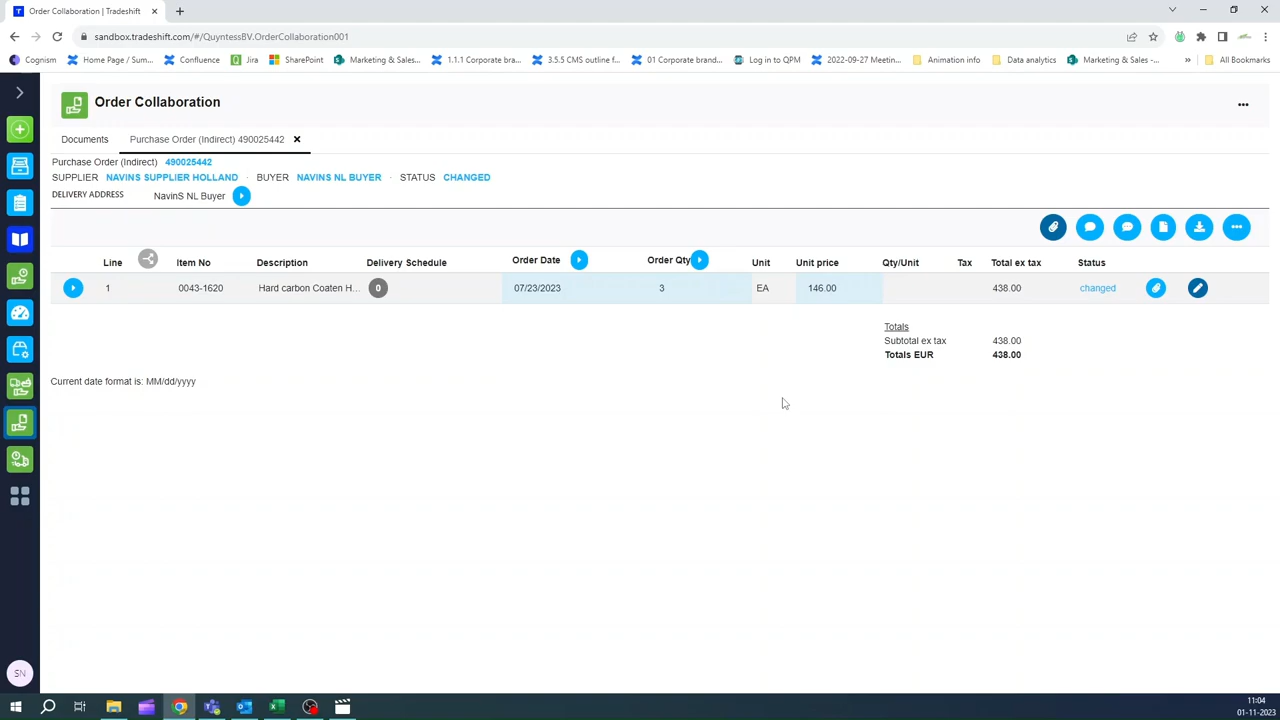 Order Collaboration | Tradeshift
sandbox.tradeshift.com/#/QuyntessBV.OrderCollaboration001
Cognism Home Page / Sum... Confluence Jira SharePoint Marketing & Sales... 1.1.1 Corporate bra... 3.5.5 CMS outline f... 01 Corporate brand... Log in to QPM 2022-09-27 Meetin... Animation info Data analytics Marketing & Sales -... » All Bookmarks
Order Collaboration
Documents Purchase Order (Indirect) 490025442
Purchase Order (Indirect) 490025442
SUPPLIER NAVINS SUPPLIER HOLLAND · BUYER NAVINS NL BUYER · STATUS CHANGED
DELIVERY ADDRESS NavinS NL Buyer
Line Item No Description Delivery Schedule Order Date Order Qty Unit Unit price Qty/Unit Tax Total ex tax Status
1 0043-1620 Hard carbon Coaten H... 0 07/23/2023 3 EA 146.00 438.00 changed
Totals
Subtotal ex tax 438.00
Totals EUR 438.00
Current date format is: MM/dd/yyyy
SN
11:04
01-11-2023